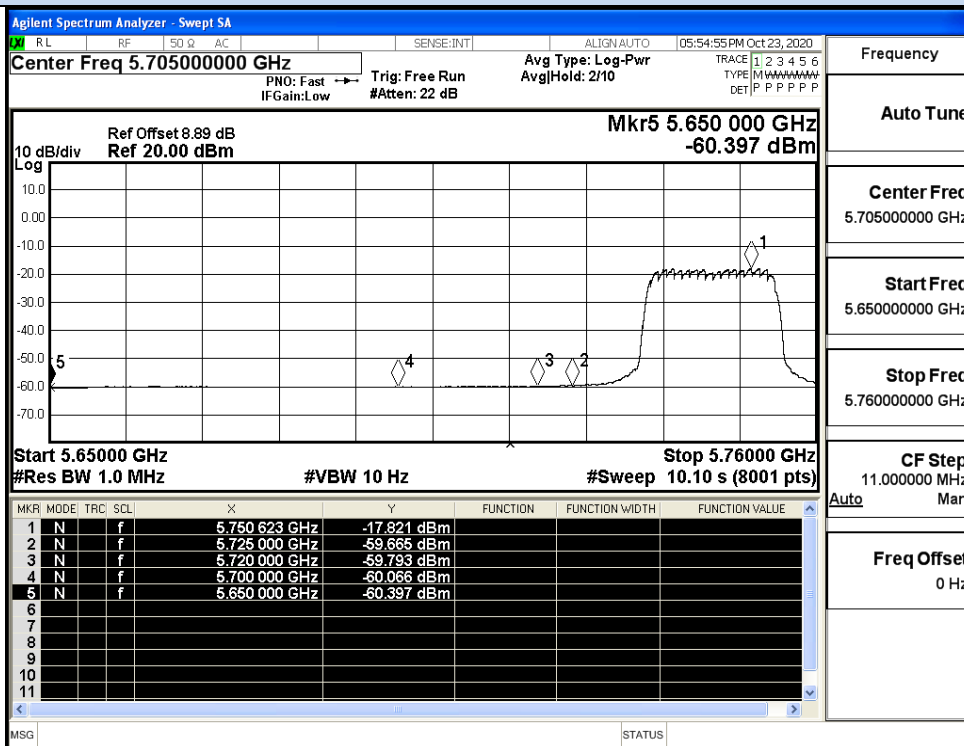 Agilent Spectrum Analyzer - Swept SA
LXI RL RF 50 Ω AC SENSE:INT ALIGN AUTO 05:54:55 PM Oct 23, 2020
Center Freq 5.705000000 GHz
PNO: Fast
IFGain:Low
Trig: Free Run
#Atten: 22 dB
Avg Type: Log-Pwr
Avg|Hold: 2/10
TRACE 1 2 3 4 5 6
TYPE M W W W W W
DET P P P P P P
Ref Offset 8.89 dB
10 dB/div Ref 20.00 dBm
Log
Mkr5 5.650 000 GHz
-60.397 dBm
10.0
0.00
-10.0
-20.0
-30.0
-40.0
-50.0
-60.0
-70.0
1
5
4
3
2
Start 5.65000 GHz Stop 5.76000 GHz
#Res BW 1.0 MHz #VBW 10 Hz #Sweep 10.10 s (8001 pts)
MKR MODE TRC SCL X Y FUNCTION FUNCTION WIDTH FUNCTION VALUE
1 N f 5.750 623 GHz -17.821 dBm
2 N f 5.725 000 GHz -59.665 dBm
3 N f 5.720 000 GHz -59.793 dBm
4 N f 5.700 000 GHz -60.066 dBm
5 N f 5.650 000 GHz -60.397 dBm
6
7
8
9
10
11
MSG STATUS
Frequency
Auto Tune
Center Freq
5.705000000 GHz
Start Freq
5.650000000 GHz
Stop Freq
5.760000000 GHz
CF Step
11.000000 MHz
Auto Man
Freq Offset
0 Hz